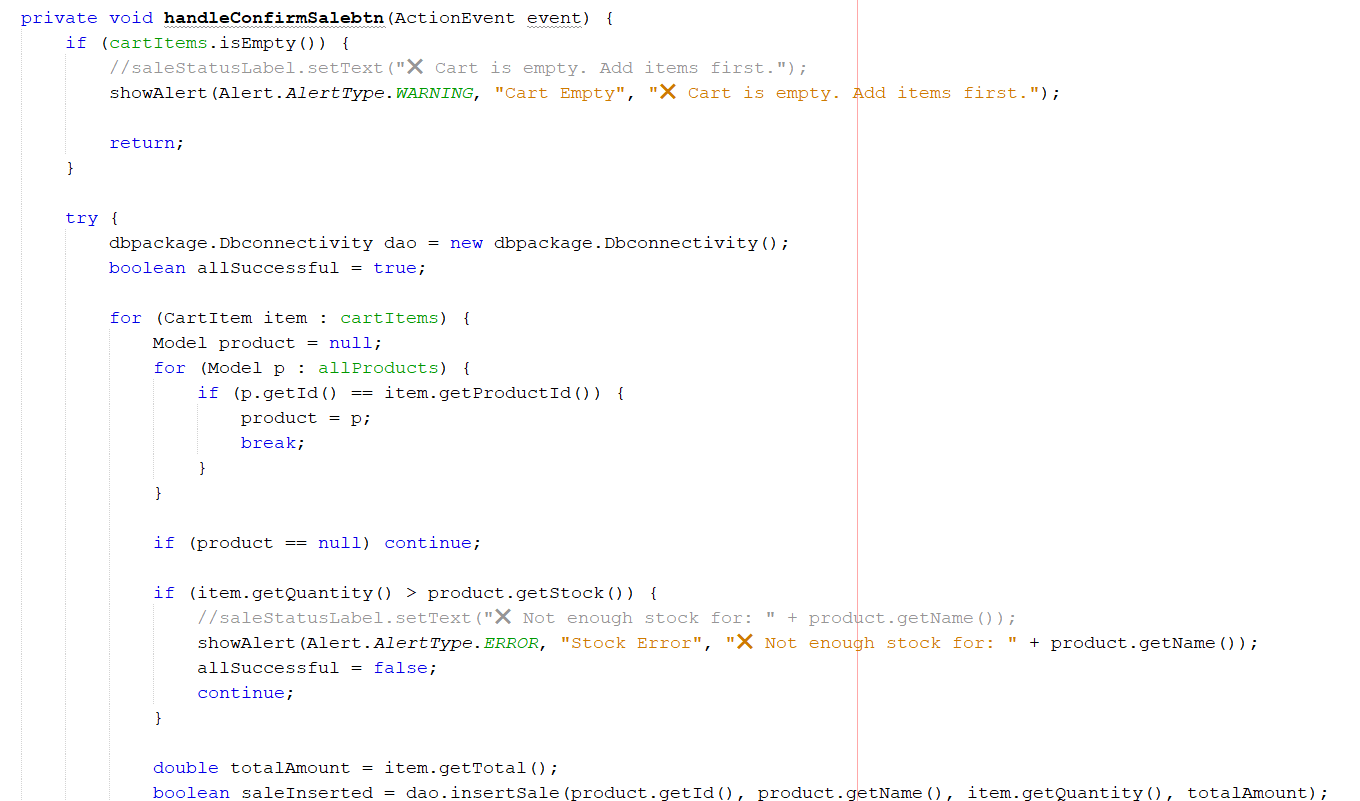 private void handleConfirmSalebtn(ActionEvent event) {
    if (cartItems.isEmpty()) {
        //saleStatusLabel.setText("❌ Cart is empty. Add items first.");
        showAlert(Alert.AlertType.WARNING, "Cart Empty", "❌ Cart is empty. Add items first.");
        return;
    }
    try {
        dbpackage.Dbconnectivity dao = new dbpackage.Dbconnectivity();
        boolean allSuccessful = true;
        for (CartItem item : cartItems) {
            Model product = null;
            for (Model p : allProducts) {
                if (p.getId() == item.getProductId()) {
                    product = p;
                    break;
                }
            }
            if (product == null) continue;
            if (item.getQuantity() > product.getStock()) {
                //saleStatusLabel.setText("❌ Not enough stock for: " + product.getName());
                showAlert(Alert.AlertType.ERROR, "Stock Error", "❌ Not enough stock for: " + product.getName());
                allSuccessful = false;
                continue;
            }
            double totalAmount = item.getTotal();
            boolean saleInserted = dao.insertSale(product.getId(), product.getName(), item.getQuantity(), totalAmount);